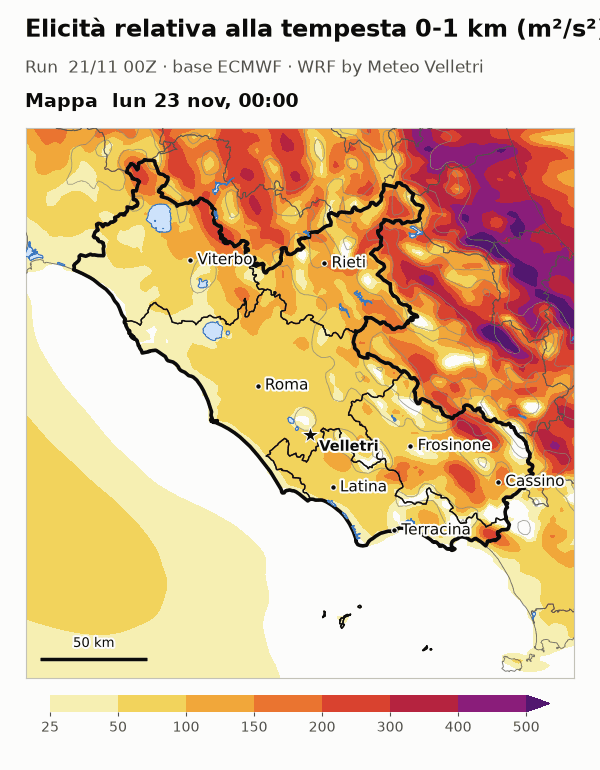 Elicità relativa alla tempesta 0-1 km (m²/s²)
Run 21/11 00Z · base ECMWF · WRF by Meteo Velletri
Mappa lun 23 nov, 00:00
Viterbo
Rieti
Roma
Velletri
Frosinone
Latina
Cassino
Terracina
50 km
25 50 100 150 200 300 400 500